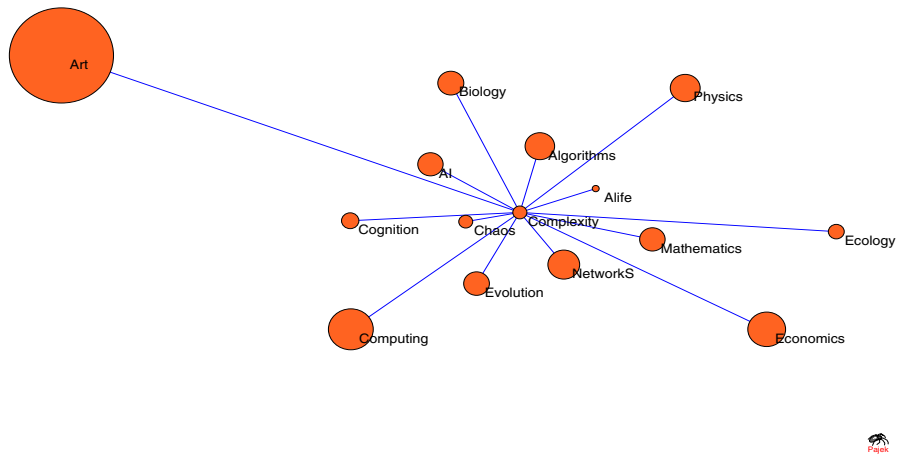 Art
Biology
Physics
Algorithms
AI
Alife
Complexity
Cognition
Chaos
Ecology
Mathematics
NetworkS
Evolution
Computing
Economics
Pajek